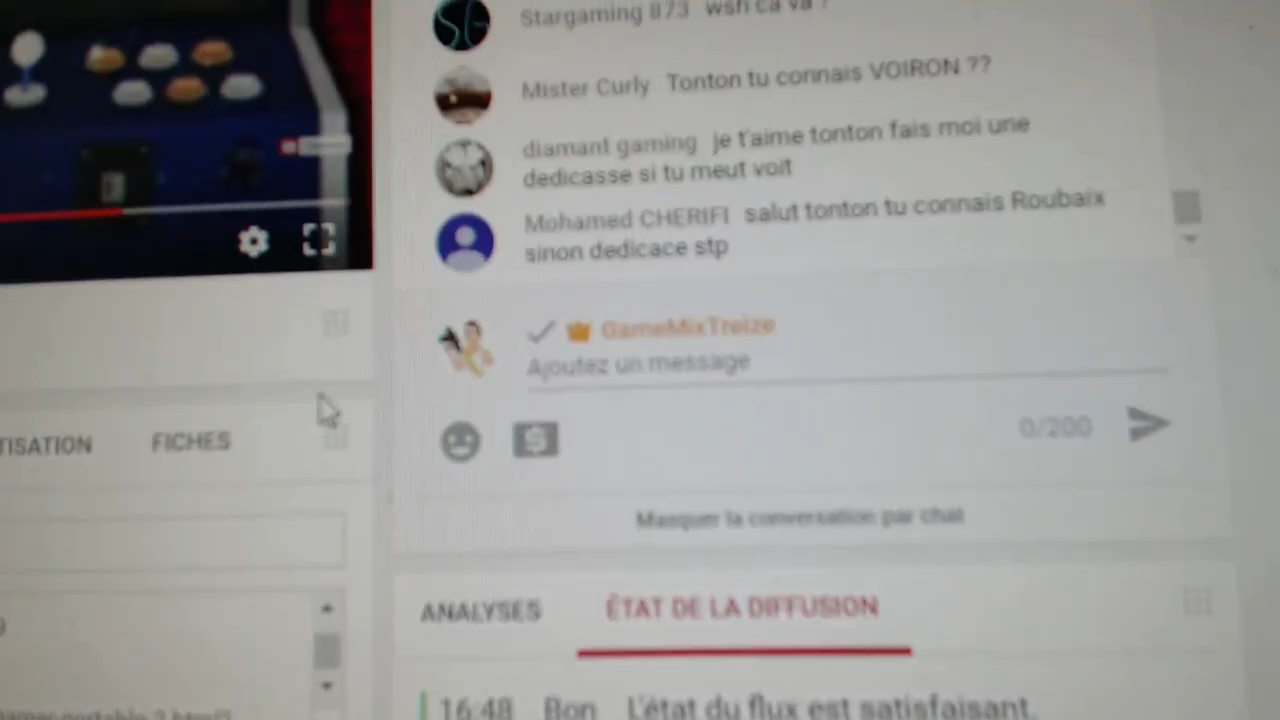 Stargaming 873 wsh ca va ?
Mister Curly Tonton tu connais VOIRON ??
diamant gaming je t'aime tonton fais moi une
dedicasse si tu meut voit
Mohamed CHERIFI salut tonton tu connais Roubaix
sinon dedicace stp
GameMixTreize
Ajoutez un message
0/200
TISATION FICHES
Masquer la conversation par chat
ANALYSES ÉTAT DE LA DIFFUSION
16:48 Bon L'état du flux est satisfaisant.